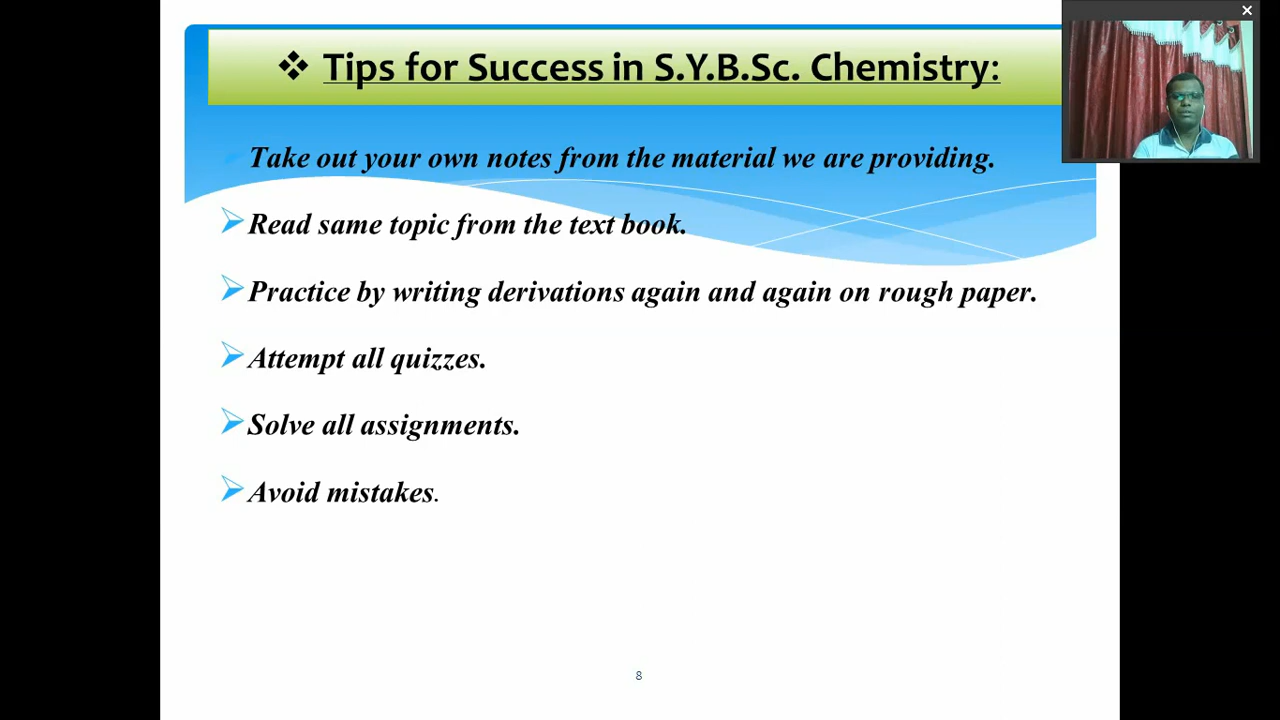 ❖ Tips for Success in S.Y.B.Sc. Chemistry:
Take out your own notes from the material we are providing.
Read same topic from the text book.
Practice by writing derivations again and again on rough paper.
Attempt all quizzes.
Solve all assignments.
Avoid mistakes.
8